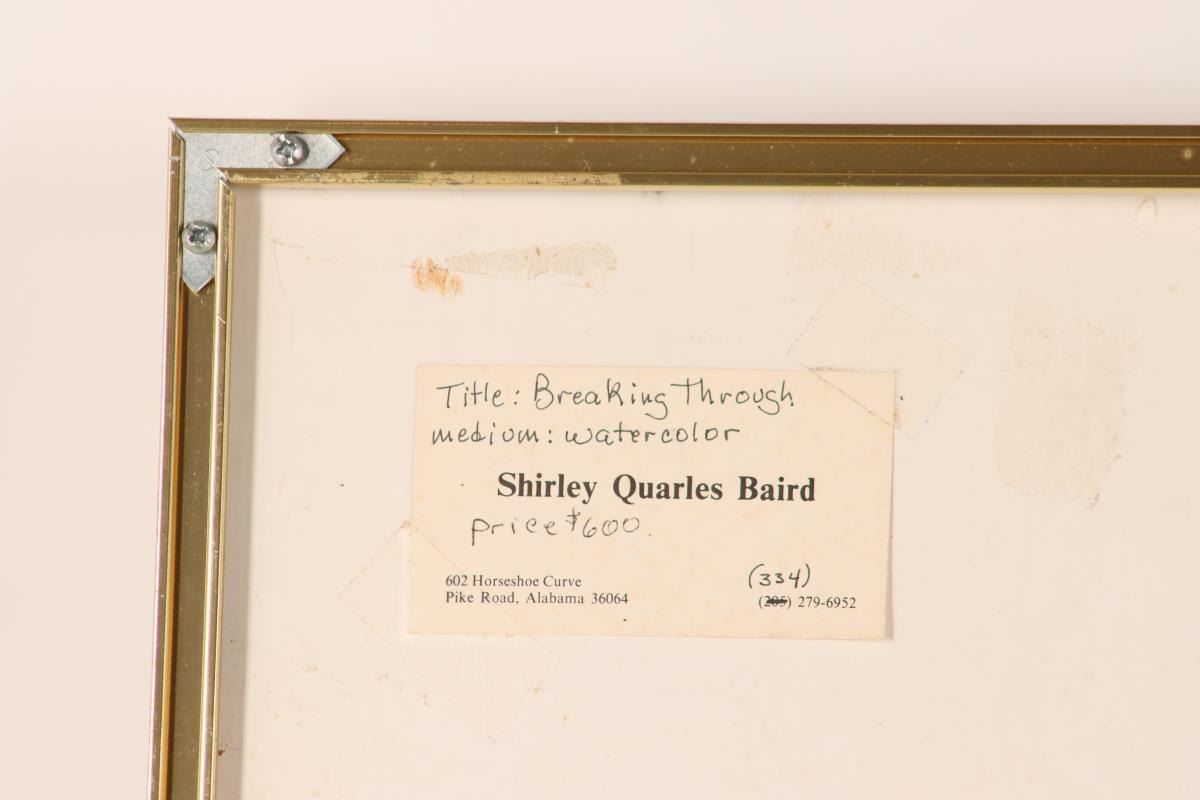 Title: Breaking Through
medium: watercolor
Shirley Quarles Baird
price $600.
602 Horseshoe Curve
(334)
Pike Road, Alabama 36064
(205) 279-6952